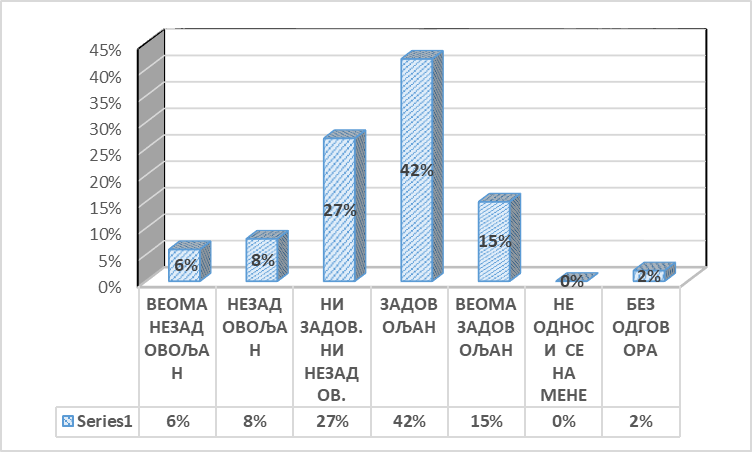 45%
40%
35%
30%
25%
20%
15%
10%
5%
0%
6%
8%
27%
42%
15%
0%
2%
ВЕОМА
НЕЗАД
ОВОЉА
Н
НЕЗАД
ОВОЉА
Н
НИ
ЗАДОВ.
НИ
НЕЗАД
ОВ.
ЗАДОВ
ОЉАН
ВЕОМА
ЗАДОВ
ОЉАН
НЕ
ОДНОС
И СЕ
НА
МЕНЕ
БЕЗ
ОДГОВ
ОРА
Series1 6% 8% 27% 42% 15% 0% 2%